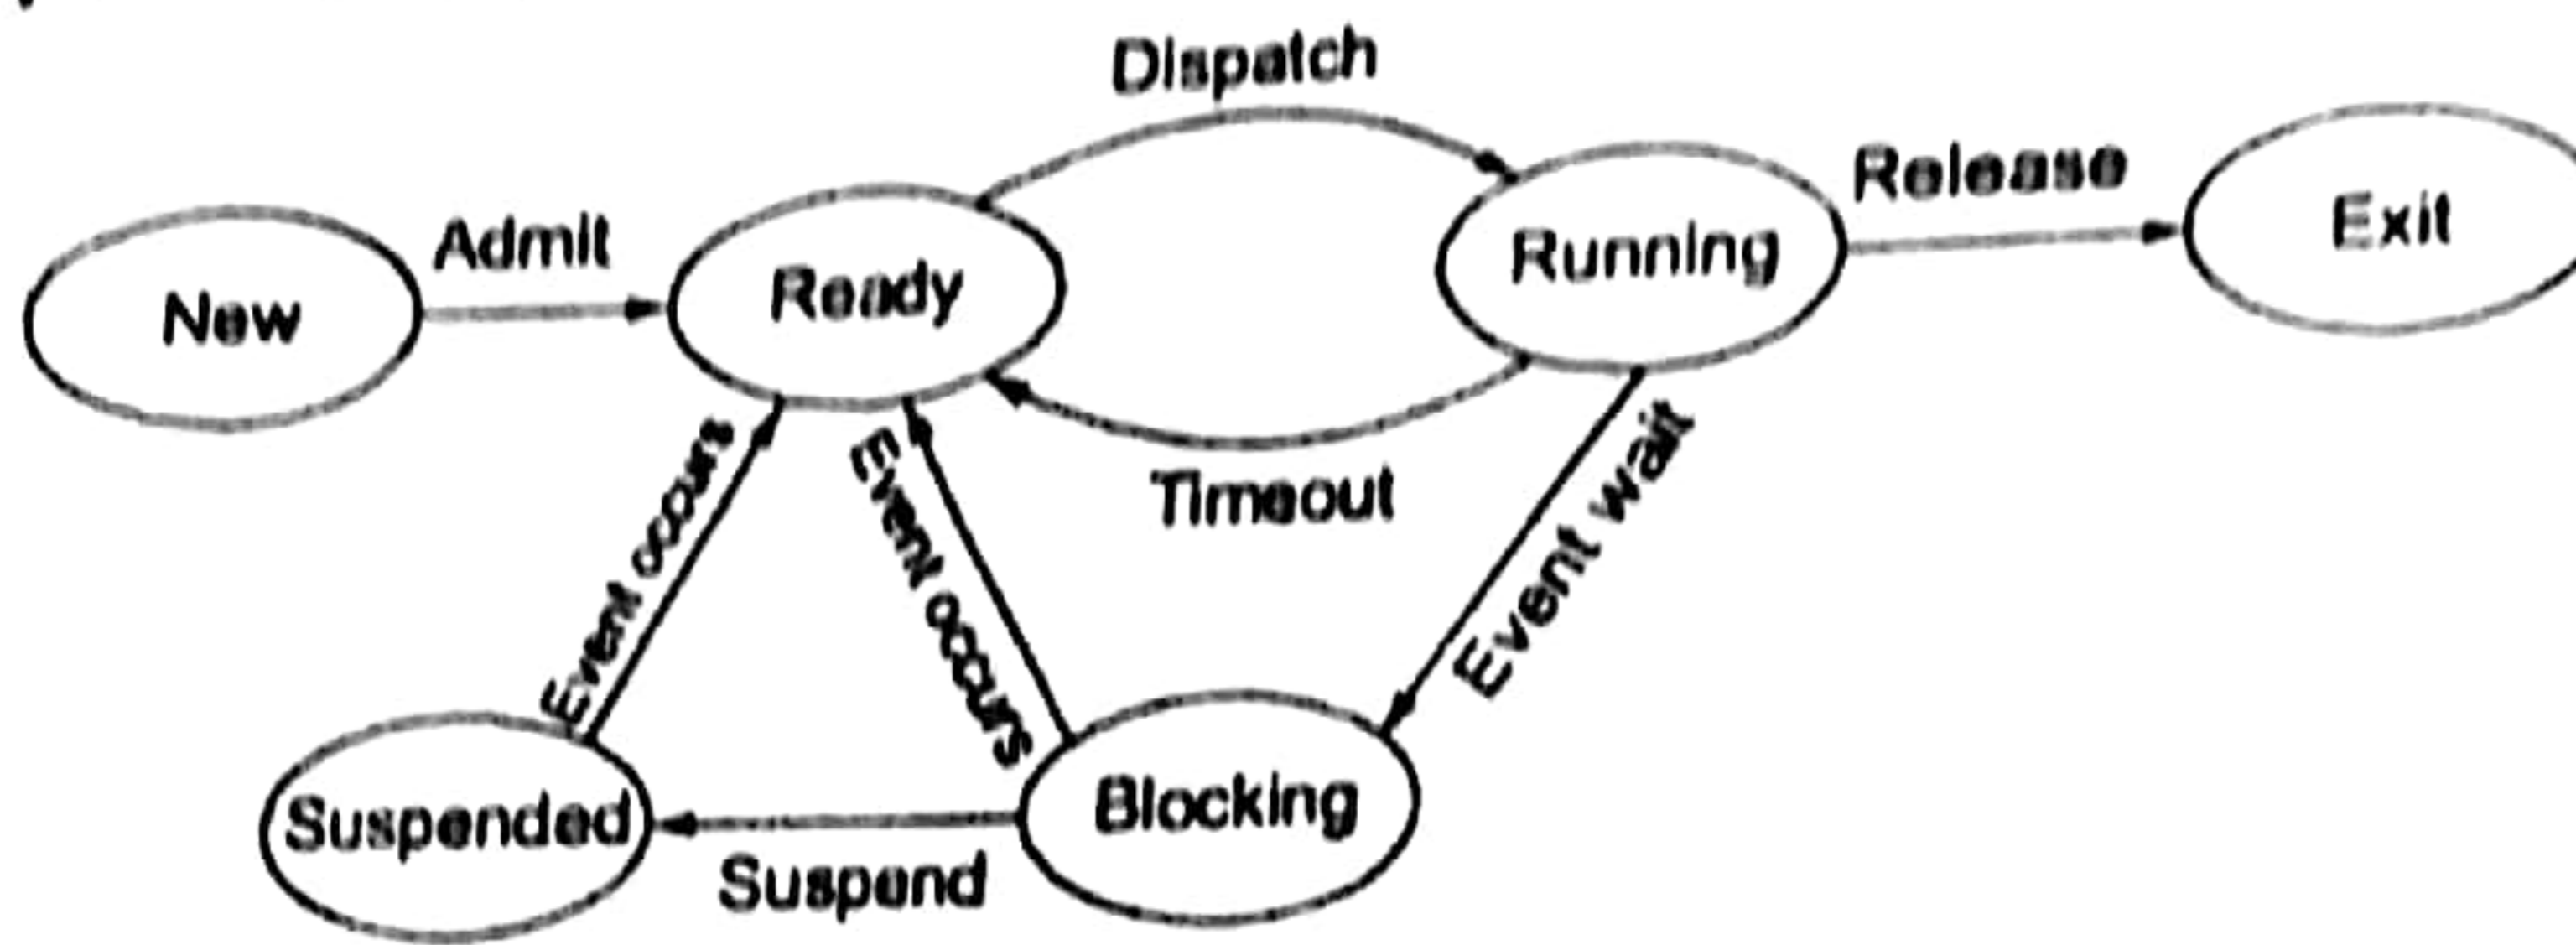 Dispatch
Release
Exit
Admit
Running
Ready
New
Timeout
Event occurs
Event occurs
Event wait
Suspended
Blocking
Suspend